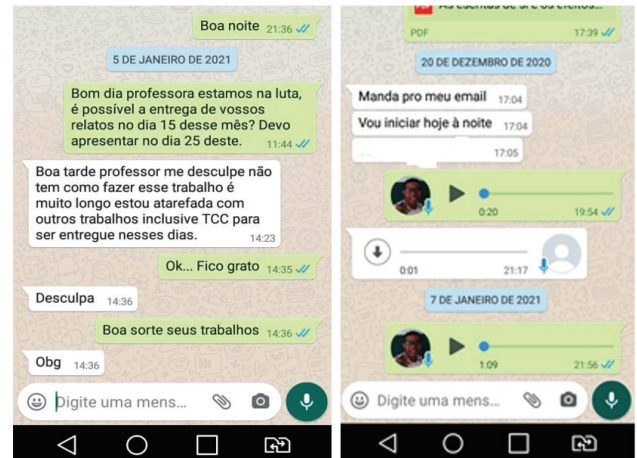 Boa noite 21:36
5 DE JANEIRO DE 2021
Bom dia professora estamos na luta,
é possível a entrega de vossos
relatos no dia 15 desse mês? Devo
apresentar no dia 25 deste. 11:44
Boa tarde professor me desculpe não
tem como fazer esse trabalho é
muito longo estou atarefada com
outros trabalhos inclusive TCC para
ser entregue nesses dias. 14:23
Ok... Fico grato 14:35
Desculpa 14:36
Boa sorte seus trabalhos 14:36
Obg 14:36
Digite uma mens...
As escritas de si e os efeitos...
PDF 17:39
20 DE DEZEMBRO DE 2020
Manda pro meu email 17:04
Vou iniciar hoje à noite 17:04
17:05
0:20 19:54
0:01 21:17
7 DE JANEIRO DE 2021
1:09 21:56
Digite uma mens...